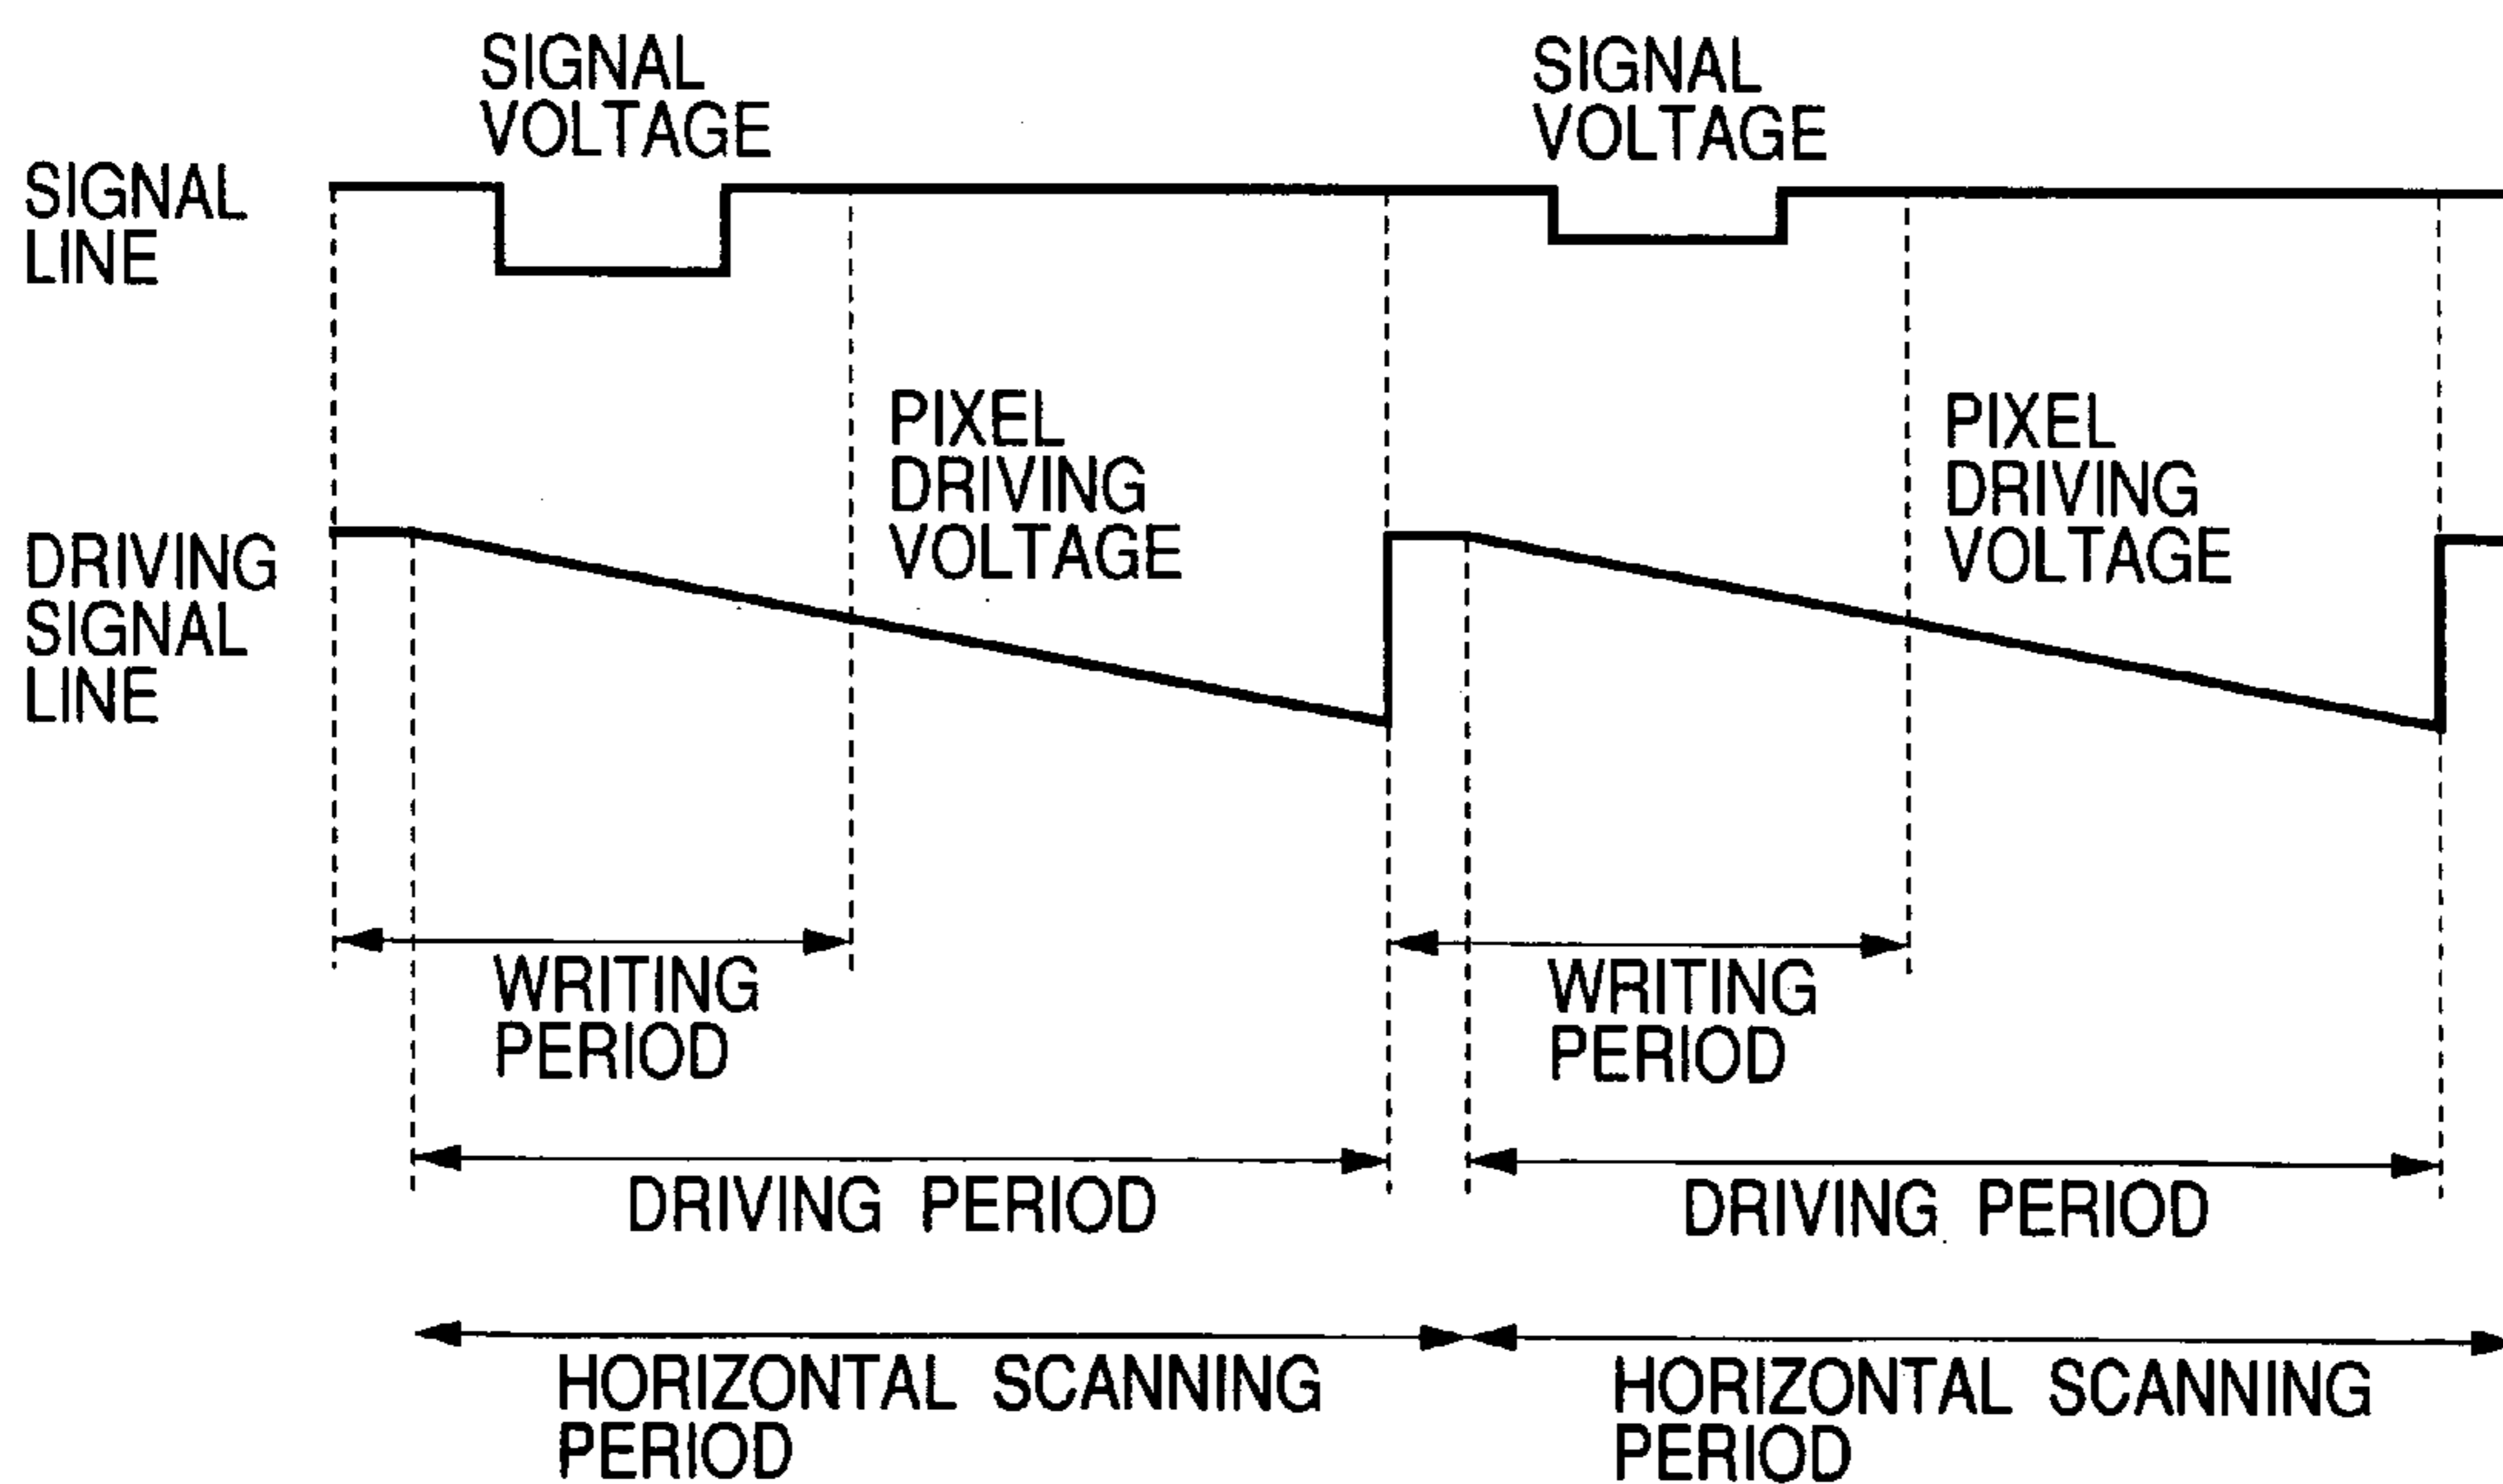 SIGNAL
VOLTAGE
SIGNAL
VOLTAGE
SIGNAL
LINE
PIXEL
DRIVING
VOLTAGE
PIXEL
DRIVING
VOLTAGE
DRIVING
SIGNAL
LINE
WRITING
PERIOD
WRITING
PERIOD
DRIVING PERIOD
DRIVING PERIOD
HORIZONTAL SCANNING
PERIOD
HORIZONTAL SCANNING
PERIOD